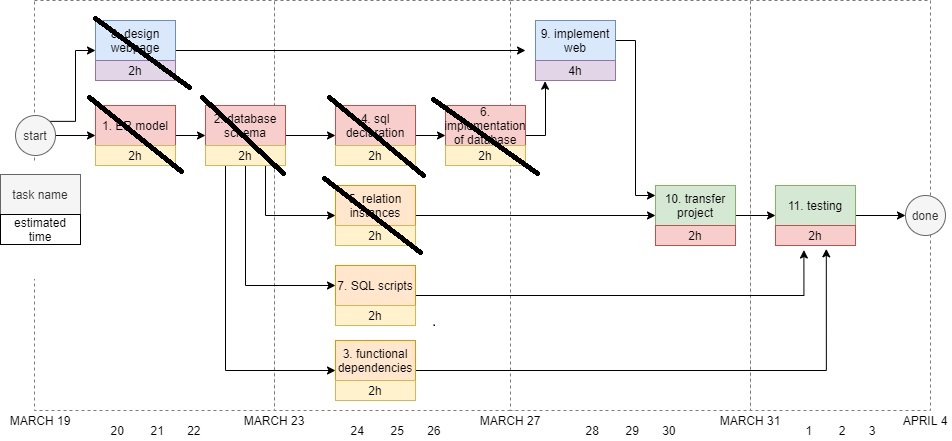 8. design
webpage
2h
9. implement
web
4h
start
1. ER model
2h
2. database
schema
2h
4. sql
declaration
2h
6.
implementation
of database
2h
task name
estimated
time
5. relation
instances
2h
10. transfer
project
2h
11. testing
2h
done
7. SQL scripts
2h
3. functional
dependencies
2h
MARCH 19
20
21
22
MARCH 23
24
25
26
MARCH 27
28
29
30
MARCH 31
1
2
3
APRIL 4